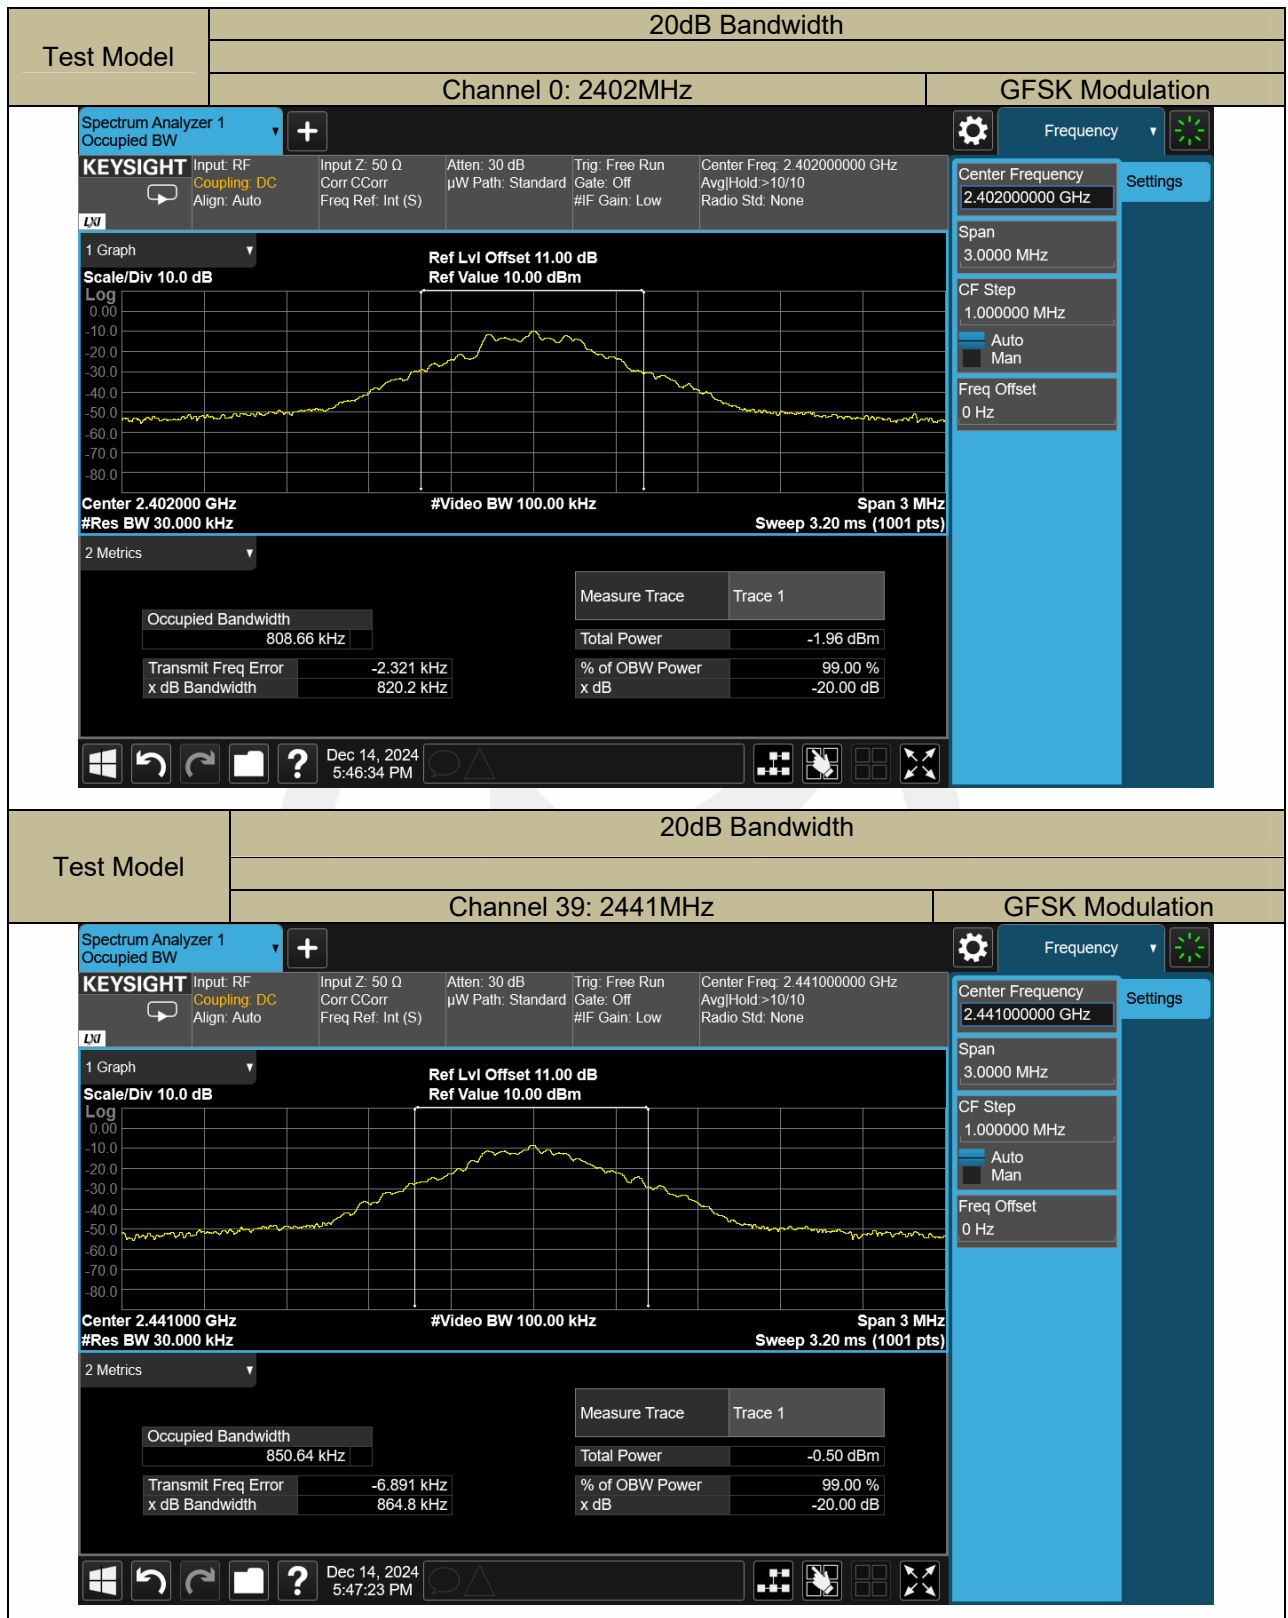 Test Model
20dB Bandwidth
Channel 0: 2402MHz GFSK Modulation
Spectrum Analyzer 1
Occupied BW
Frequency
KEYSIGHT
LXI
Input: RF
Coupling: DC
Align: Auto
Input Z: 50 Ω
Corr CCorr
Freq Ref: Int (S)
Atten: 30 dB
µW Path: Standard
Trig: Free Run
Gate: Off
#IF Gain: Low
Center Freq: 2.402000000 GHz
Avg|Hold:>10/10
Radio Std: None
Center Frequency
2.402000000 GHz
Settings
Span
3.0000 MHz
CF Step
1.000000 MHz
Auto
Man
Freq Offset
0 Hz
1 Graph
Scale/Div 10.0 dB
Ref Lvl Offset 11.00 dB
Ref Value 10.00 dBm
Log
0.00
-10.0
-20.0
-30.0
-40.0
-50.0
-60.0
-70.0
-80.0
Center 2.402000 GHz #Video BW 100.00 kHz Span 3 MHz
#Res BW 30.000 kHz Sweep 3.20 ms (1001 pts)
2 Metrics
Measure Trace Trace 1
Occupied Bandwidth
808.66 kHz
Total Power -1.96 dBm
Transmit Freq Error -2.321 kHz % of OBW Power 99.00 %
x dB Bandwidth 820.2 kHz x dB -20.00 dB
?
Dec 14, 2024
5:46:34 PM
Test Model
20dB Bandwidth
Channel 39: 2441MHz GFSK Modulation
Spectrum Analyzer 1
Occupied BW
Frequency
KEYSIGHT
LXI
Input: RF
Coupling: DC
Align: Auto
Input Z: 50 Ω
Corr CCorr
Freq Ref: Int (S)
Atten: 30 dB
µW Path: Standard
Trig: Free Run
Gate: Off
#IF Gain: Low
Center Freq: 2.441000000 GHz
Avg|Hold:>10/10
Radio Std: None
Center Frequency
2.441000000 GHz
Settings
Span
3.0000 MHz
CF Step
1.000000 MHz
Auto
Man
Freq Offset
0 Hz
1 Graph
Scale/Div 10.0 dB
Ref Lvl Offset 11.00 dB
Ref Value 10.00 dBm
Log
0.00
-10.0
-20.0
-30.0
-40.0
-50.0
-60.0
-70.0
-80.0
Center 2.441000 GHz #Video BW 100.00 kHz Span 3 MHz
#Res BW 30.000 kHz Sweep 3.20 ms (1001 pts)
2 Metrics
Measure Trace Trace 1
Occupied Bandwidth
850.64 kHz
Total Power -0.50 dBm
Transmit Freq Error -6.891 kHz % of OBW Power 99.00 %
x dB Bandwidth 864.8 kHz x dB -20.00 dB
?
Dec 14, 2024
5:47:23 PM